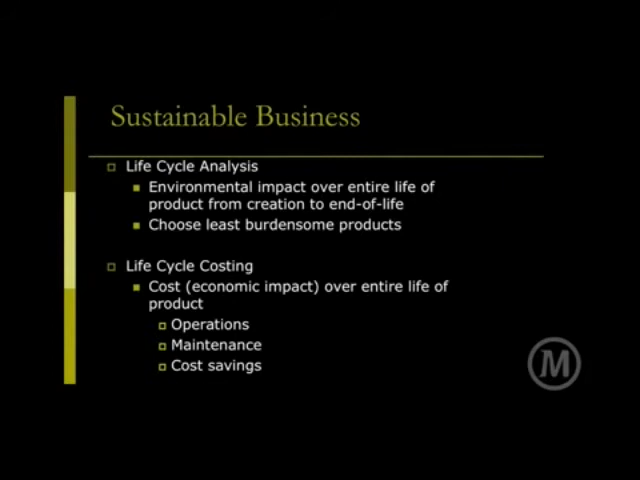 Sustainable Business
Life Cycle Analysis
Environmental impact over entire life of
product from creation to end-of-life
Choose least burdensome products
Life Cycle Costing
Cost (economic impact) over entire life of
product
Operations
Maintenance
Cost savings
M